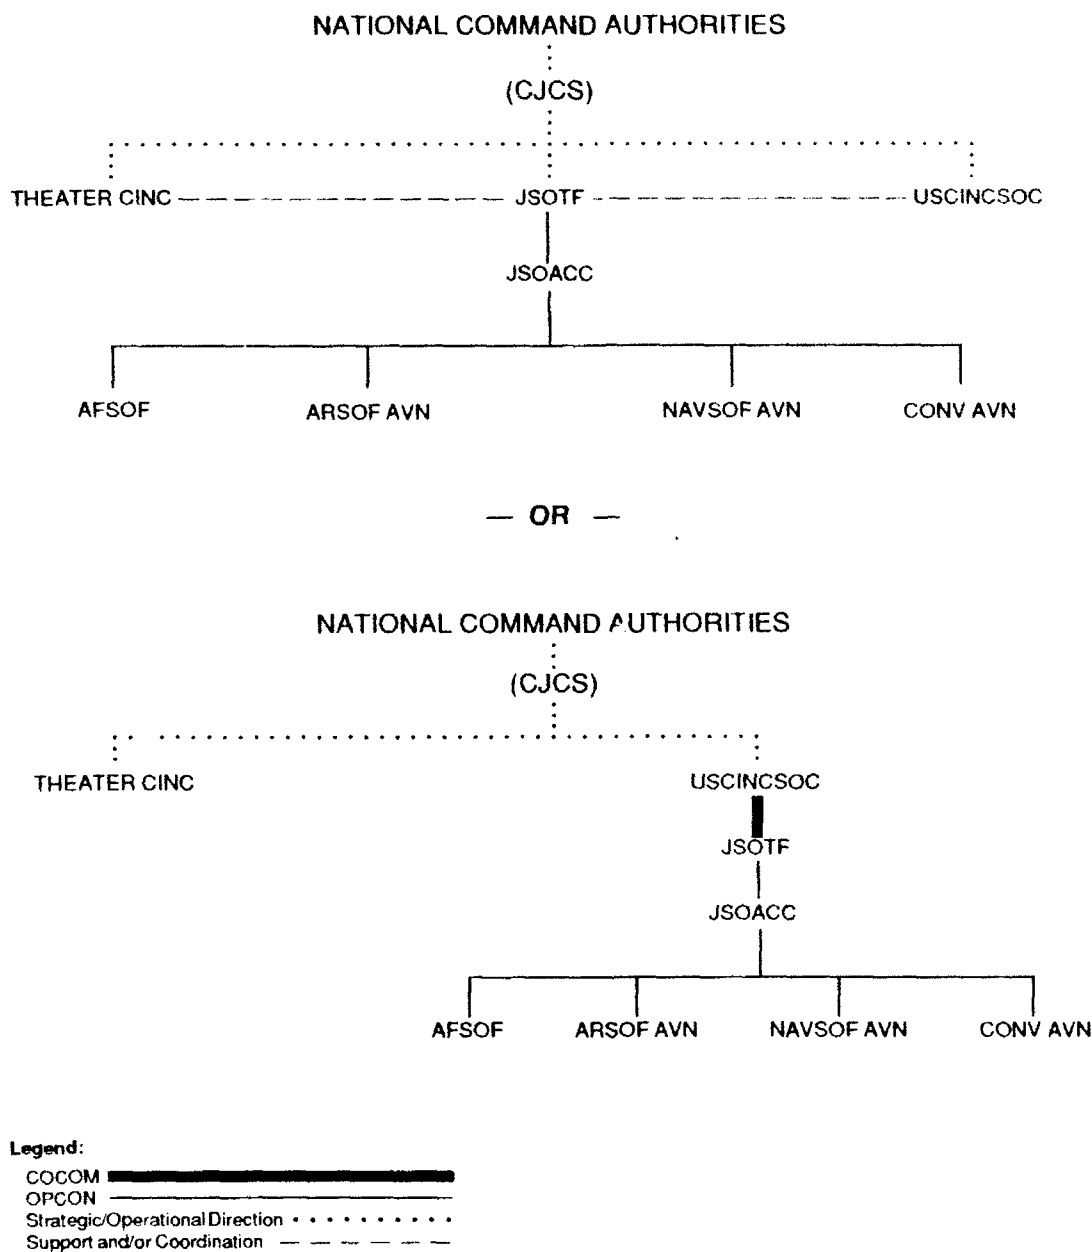 NATIONAL COMMAND AUTHORITIES
(CJCS)
THEATER CINC JSOTF USCINCSOC
JSOACC
AFSOF ARSOF AVN NAVSOF AVN CONV AVN
— OR —
NATIONAL COMMAND AUTHORITIES
(CJCS)
THEATER CINC USCINCSOC
JSOTF
JSOACC
AFSOF ARSOF AVN NAVSOF AVN CONV AVN
Legend:
COCOM
OPCON
Strategic/Operational Direction
Support and/or Coordination